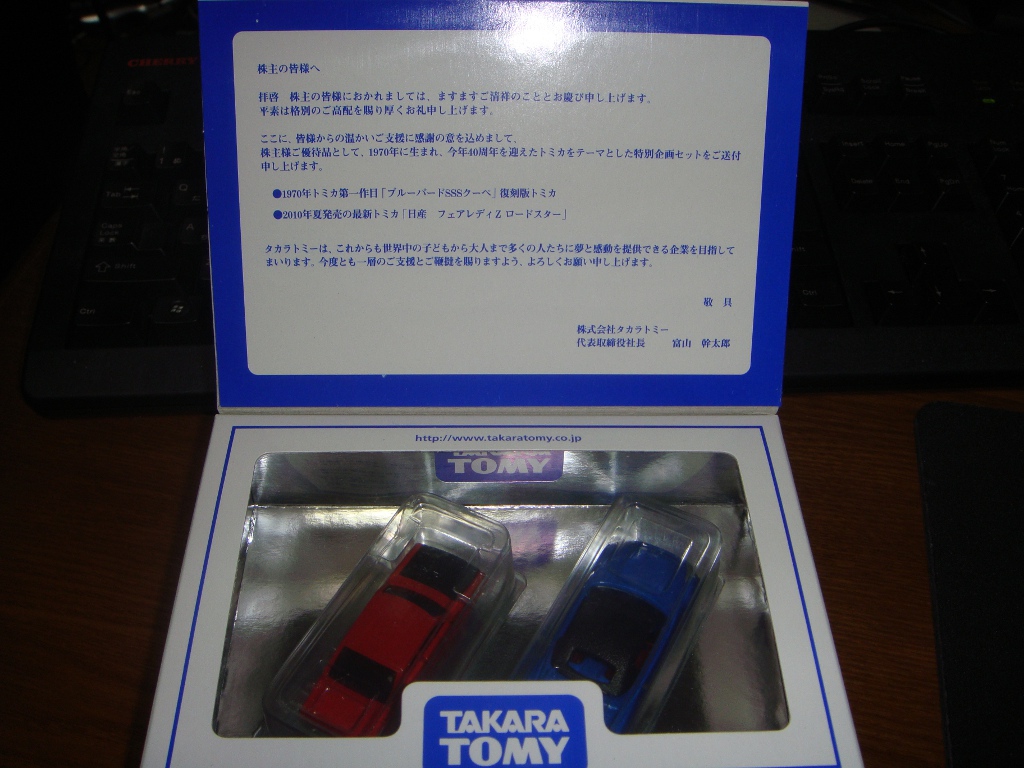 CHERRY
株主の皆様へ
拝啓　株主の皆様におかれましては、ますますご清祥のこととお慶び申し上げます。
平素は格別のご高配を賜り厚くお礼申し上げます。
ここに、皆様からの温かいご支援に感謝の意を込めまして、
株主様ご優待品として、1970年に生まれ、今年40周年を迎えたトミカをテーマとした特別企画セットをご送付
申し上げます。
●1970年トミカ第一作目「ブルーバードSSSクーペ」復刻版トミカ
●2010年夏発売の最新トミカ「日産　フェアレディZ ロードスター」
タカラトミーは、これからも世界中の子どもから大人まで多くの人たちに夢と感動を提供できる企業を目指して
まいります。今度とも一層のご支援とご鞭撻を賜りますよう、よろしくお願い申し上げます。
敬　具
株式会社タカラトミー
代表取締役社長　　富山　幹太郎
http://www.takaratomy.co.jp
TOMY
TAKARA
TOMY
Esc
Tab
Q
Caps
Lock
Shift
Ctrl